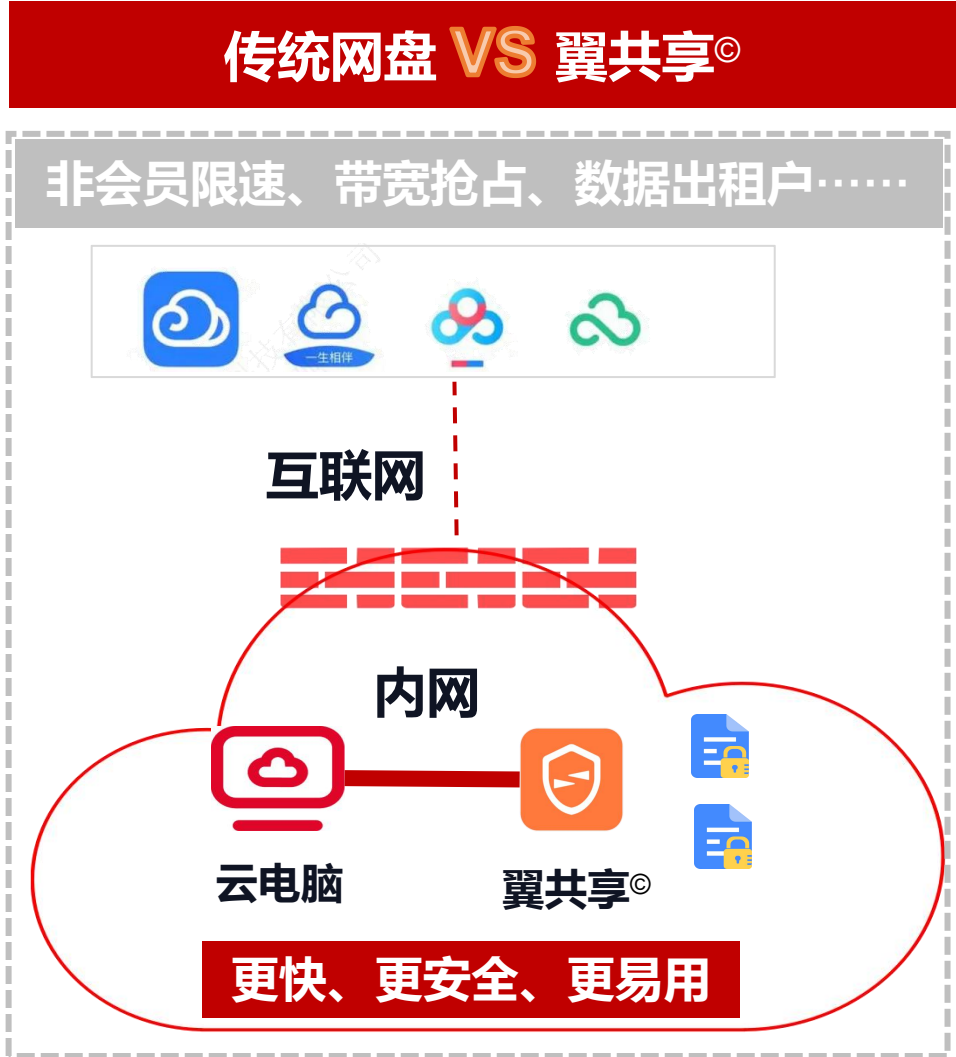 传统网盘 VS 翼共享©
非会员限速、带宽抢占、数据出租户……
一生相伴
互联网
内网
云电脑
翼共享©
更快、更安全、更易用